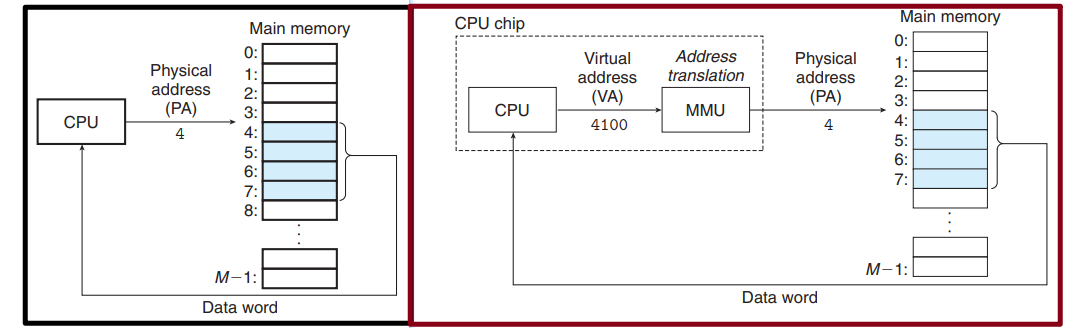 Main memory
0:
1:
2:
3:
4:
5:
6:
7:
8:
M−1:
Physical
address
(PA)
4
CPU
Data word
CPU chip
Virtual
address
(VA)
4100
Address
translation
CPU
MMU
Physical
address
(PA)
4
Main memory
0:
1:
2:
3:
4:
5:
6:
7:
M−1:
Data word